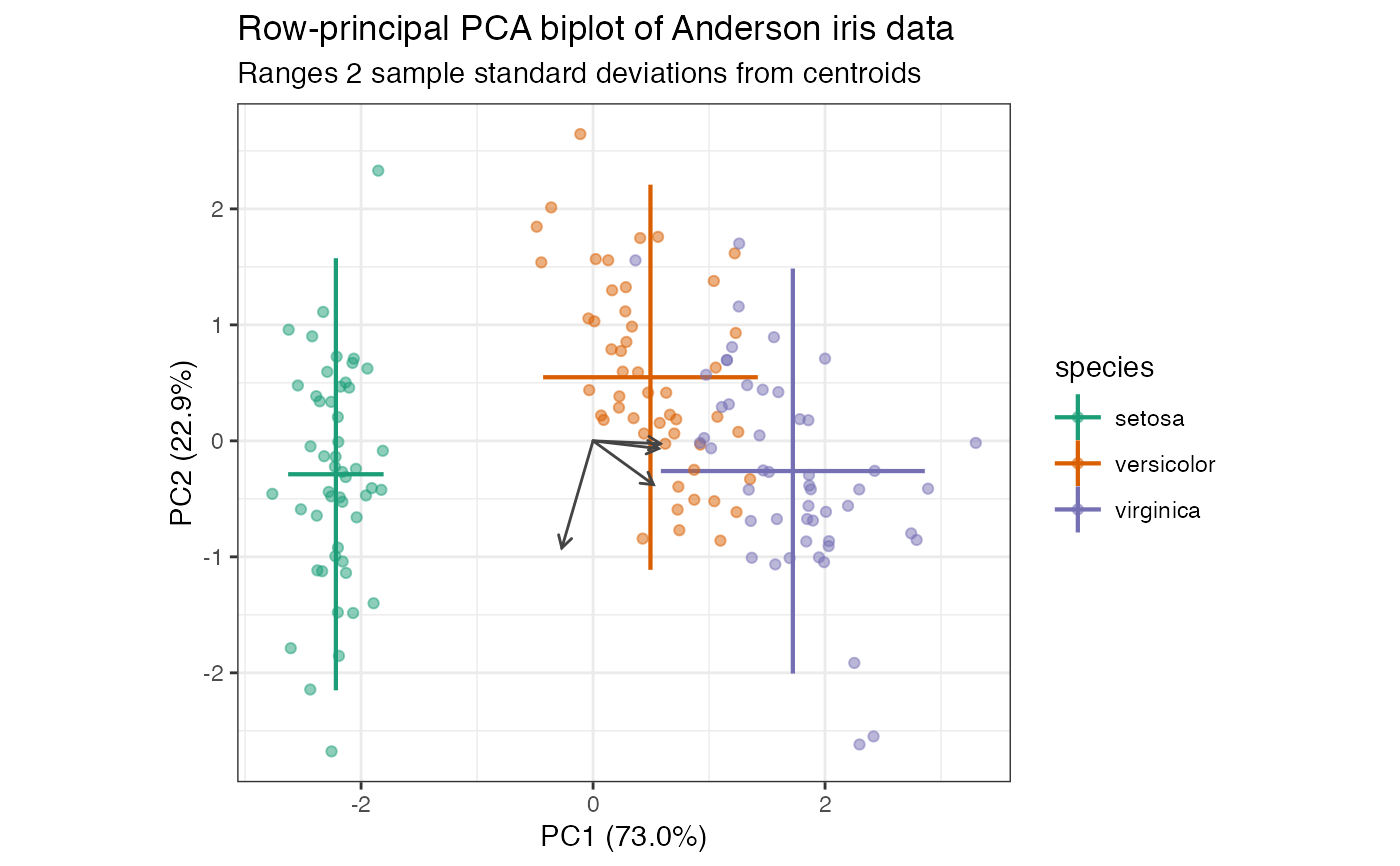 Row-principal PCA biplot of Anderson iris data
Ranges 2 sample standard deviations from centroids
PC2 (22.9%)
2
1
0
-1
-2
-2
0
2
PC1 (73.0%)
species
setosa
versicolor
virginica